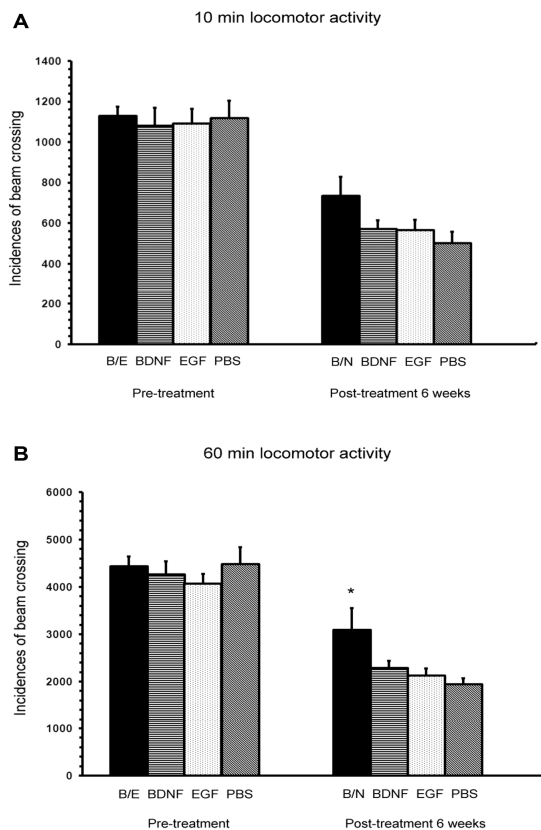 A
10 min locomotor activity
Incidences of beam crossing
1400
1200
1000
800
600
400
200
0
B/E BDNF EGF PBS
B/N BDNF EGF PBS
Pre-treatment
Post-treatment 6 weeks
B
60 min locomotor activity
Incidences of beam crossing
6000
5000
4000
3000
2000
1000
0
*
B/E BDNF EGF PBS
B/N BDNF EGF PBS
Pre-treatment
Post-treatment 6 weeks